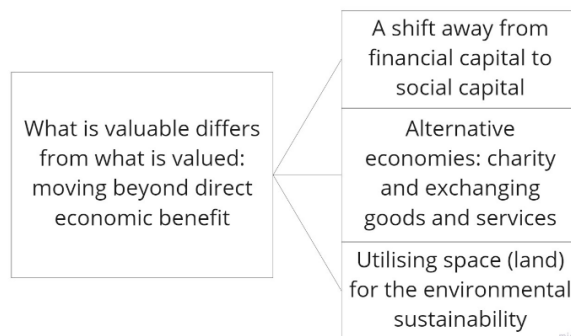 What is valuable differs
from what is valued:
moving beyond direct
economic benefit
A shift away from
financial capital to
social capital
Alternative
economies: charity
and exchanging
goods and services
Utilising space (land)
for the environmental
sustainability